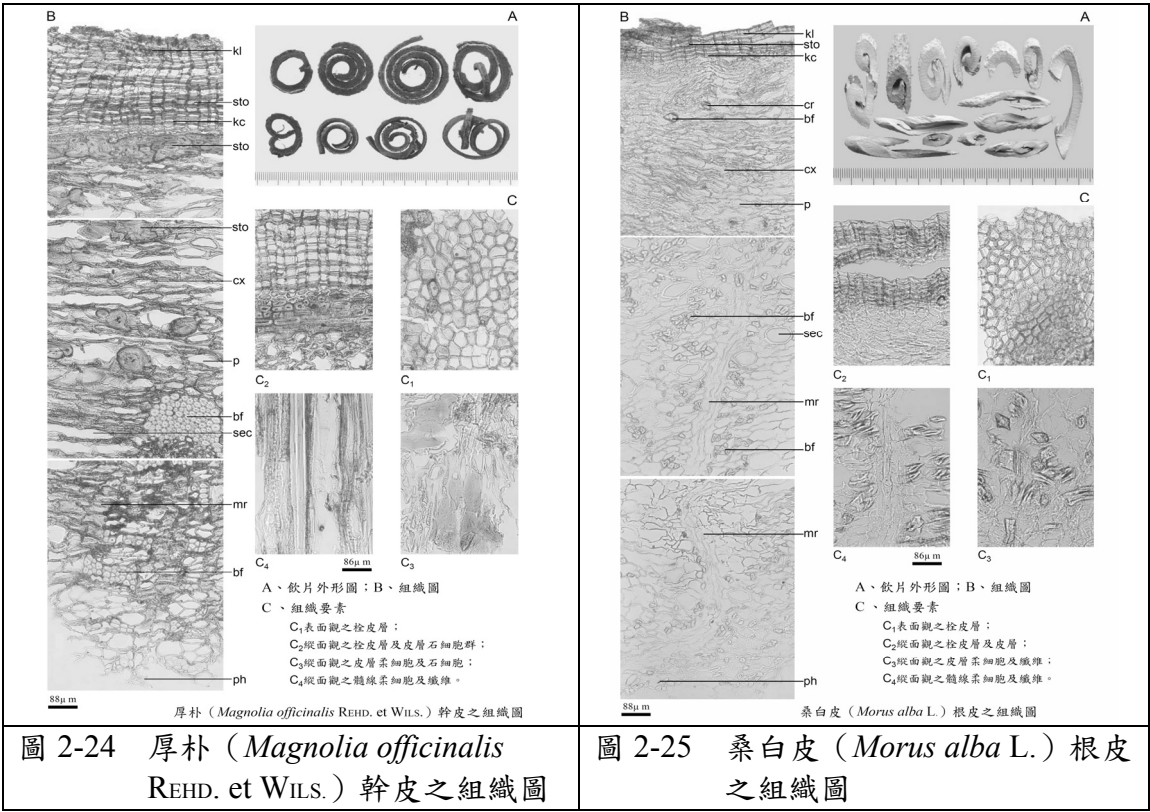 B
A
kl
sto
kc
sto
C
sto
cx
p
C₂
C₁
bf
sec
mr
bf
C₄
86μ m
C₃
A、飲片外形圖；B、組織圖
C、組織要素
C₁表面觀之栓皮層；
C₂縱面觀之栓皮層及皮層石細胞群；
C₃縱面觀之皮層柔細胞及石細胞；
C₄縱面觀之髓線柔細胞及纖維。
ph
88μ m
厚朴（Magnolia officinalis REHD. et WILS.）幹皮之組織圖
圖 2-24 厚朴（Magnolia officinalis
REHD. et WILS.）幹皮之組織圖
B
A
kl
sto
kc
cr
bf
cx
p
C
bf
sec
C₂
C₁
mr
bf
mr
C₄
86μ m
C₃
A、飲片外形圖；B、組織圖
C、組織要素
C₁表面觀之栓皮層；
C₂縱面觀之栓皮層及皮層；
C₃縱面觀之皮層柔細胞及纖維；
C₄縱面觀之髓線柔細胞及纖維。
ph
88μ m
桑白皮（Morus alba L.）根皮之組織圖
圖 2-25 桑白皮（Morus alba L.）根皮
之組織圖